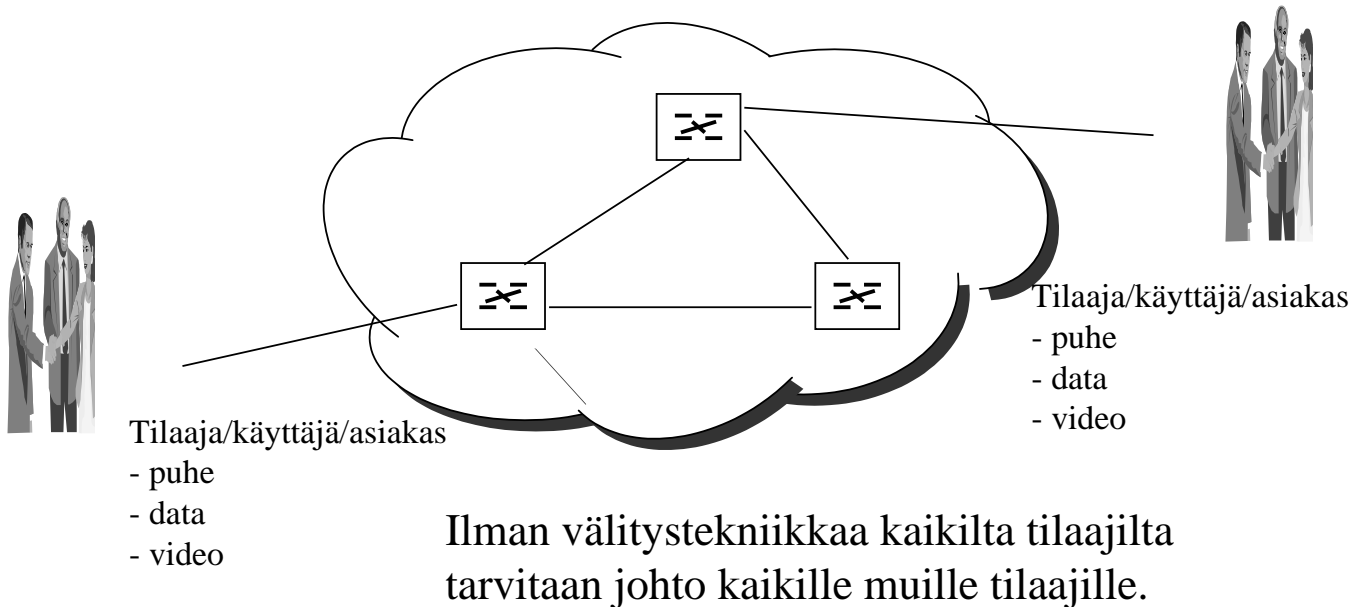 Tilaaja/käyttäjä/asiakas
- puhe
- data
- video
Tilaaja/käyttäjä/asiakas
- puhe
- data
- video
Ilman välitystekniikkaa kaikilta tilaajilta
tarvitaan johto kaikille muille tilaajille.